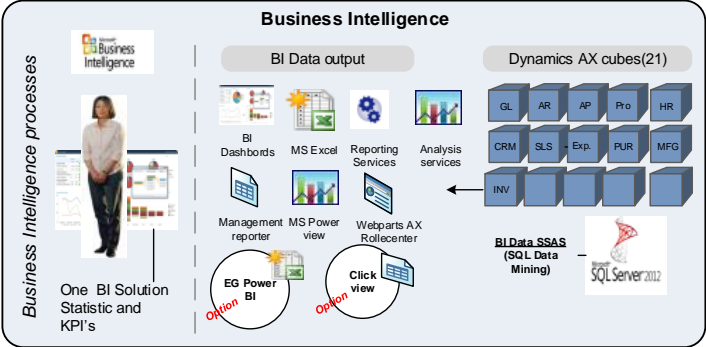 Business Intelligence
Business Intelligence processes
Microsoft
Business
Intelligence
One BI Solution
Statistic and
KPI's
BI Data output
BI
Dashbords
MS Excel
Reporting
Services
Analysis
services
Management
reporter
MS Power
view
Webparts AX
Rollecenter
EG Power
BI
Option
Click
view
Option
Dynamics AX cubes(21)
GL
AR
AP
Pro
HR
CRM
SLS
Exp.
PUR
MFG
INV
BI Data SSAS
(SQL Data
Mining)
Microsoft
SQL Server 2012